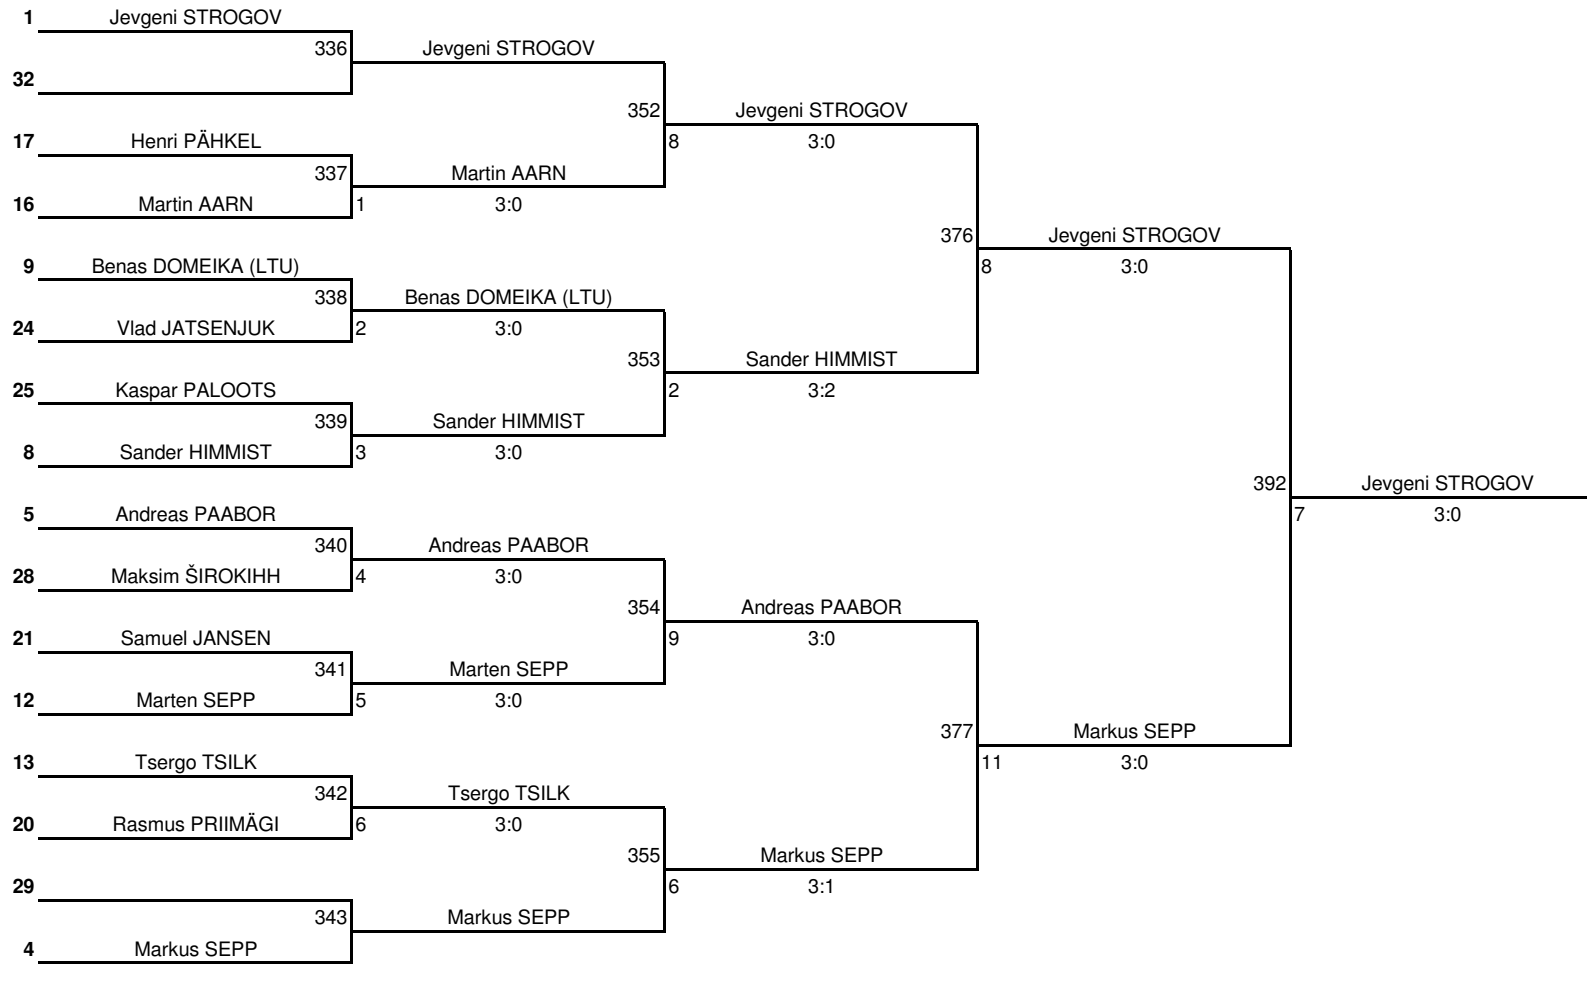 1 Jevgeni STROGOV
336 Jevgeni STROGOV
32
352 Jevgeni STROGOV
17 Henri PÄHKEL 8 3:0
337 Martin AARN
16 Martin AARN 1 3:0
376 Jevgeni STROGOV
9 Benas DOMEIKA (LTU) 8 3:0
338 Benas DOMEIKA (LTU)
24 Vlad JATSENJUK 2 3:0
353 Sander HIMMIST
25 Kaspar PALOOTS 2 3:2
339 Sander HIMMIST
8 Sander HIMMIST 3 3:0
392 Jevgeni STROGOV
5 Andreas PAABOR 7 3:0
340 Andreas PAABOR
28 Maksim ŠIROKIHH 4 3:0
354 Andreas PAABOR
21 Samuel JANSEN 9 3:0
341 Marten SEPP
12 Marten SEPP 5 3:0
377 Markus SEPP
13 Tsergo TSILK 11 3:0
342 Tsergo TSILK
20 Rasmus PRIIMÄGI 6 3:0
355 Markus SEPP
29 6 3:1
343 Markus SEPP
4 Markus SEPP